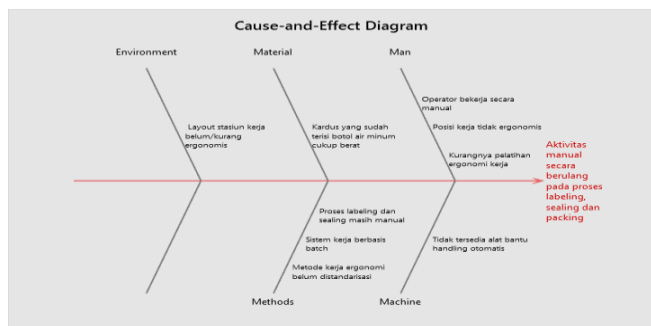 Cause-and-Effect Diagram
Environment
Material
Man
Operator bekerja secara
manual
Layout stasiun kerja
belum/kurang
ergonomis
Kardus yang sudah
terisi botol air minum
cukup berat
Posisi kerja tidak ergonomis
Kurangnya pelatihan
ergonomi kerja
Aktivitas
manual
secara
berulang
pada proses
labeling,
sealing dan
packing
Proses labeling dan
sealing masih manual
Sistem kerja berbasis
batch
Metode kerja ergonomi
belum distandarisasi
Tidak tersedia alat bantu
handling otomatis
Methods
Machine